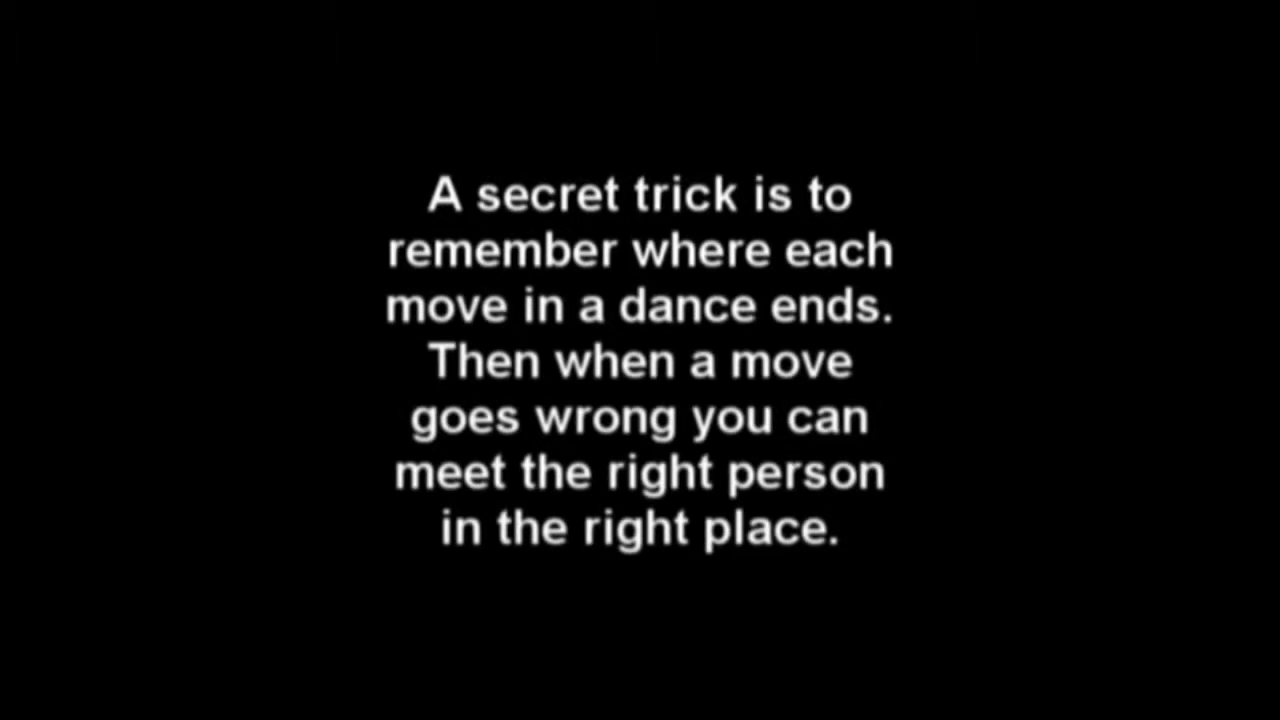 A secret trick is to
remember where each
move in a dance ends.
Then when a move
goes wrong you can
meet the right person
in the right place.